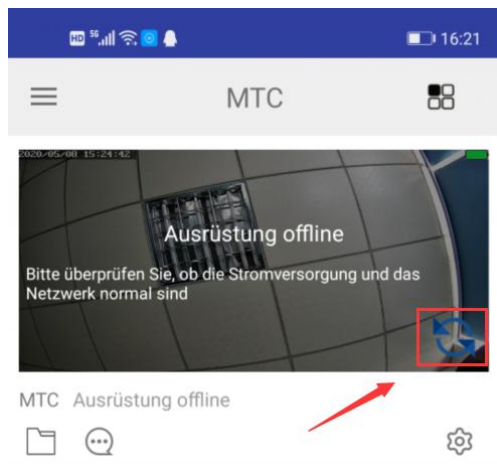 HD 5G 16:21
MTC
2020/05/08 15:24:42
Ausrüstung offline
Bitte überprüfen Sie, ob die Stromversorgung und das
Netzwerk normal sind
MTC Ausrüstung offline